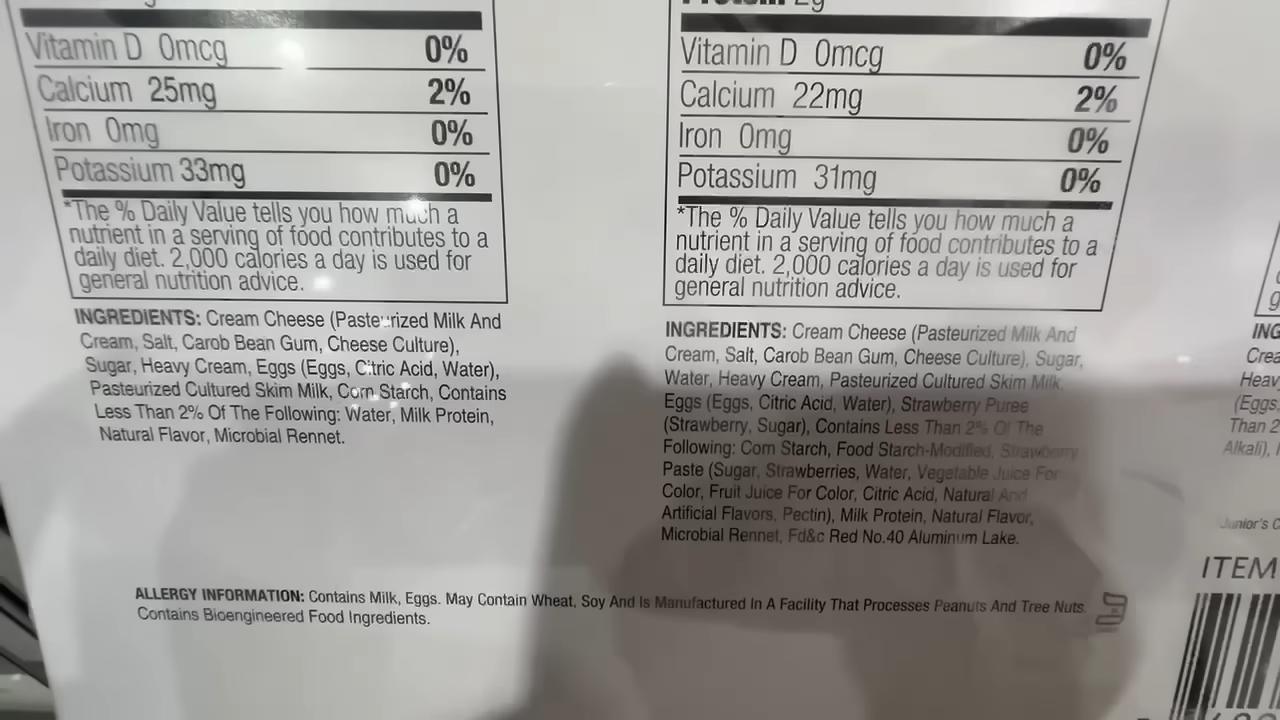 Vitamin D 0mcg 0%
Calcium 25mg 2%
Iron 0mg 0%
Potassium 33mg 0%
*The % Daily Value tells you how much a
nutrient in a serving of food contributes to a
daily diet. 2,000 calories a day is used for
general nutrition advice.
INGREDIENTS: Cream Cheese (Pasteurized Milk And
Cream, Salt, Carob Bean Gum, Cheese Culture),
Sugar, Heavy Cream, Eggs (Eggs, Citric Acid, Water),
Pasteurized Cultured Skim Milk, Corn Starch, Contains
Less Than 2% Of The Following: Water, Milk Protein,
Natural Flavor, Microbial Rennet.
Protein 2g
Vitamin D 0mcg 0%
Calcium 22mg 2%
Iron 0mg 0%
Potassium 31mg 0%
*The % Daily Value tells you how much a
nutrient in a serving of food contributes to a
daily diet. 2,000 calories a day is used for
general nutrition advice.
INGREDIENTS: Cream Cheese (Pasteurized Milk And
Cream, Salt, Carob Bean Gum, Cheese Culture), Sugar,
Water, Heavy Cream, Pasteurized Cultured Skim Milk,
Eggs (Eggs, Citric Acid, Water), Strawberry Puree
(Strawberry, Sugar), Contains Less Than 2% Of The
Following: Corn Starch, Food Starch-Modified, Strawberry
Paste (Sugar, Strawberries, Water, Vegetable Juice For
Color, Fruit Juice For Color, Citric Acid, Natural And
Artificial Flavors, Pectin), Milk Protein, Natural Flavor,
Microbial Rennet, Fd&c Red No.40 Aluminum Lake.
ALLERGY INFORMATION: Contains Milk, Eggs. May Contain Wheat, Soy And Is Manufactured In A Facility That Processes Peanuts And Tree Nuts.
Contains Bioengineered Food Ingredients.
ING
Crea
Heav
(Eggs
Than 2
Alkali),
Junior's C
ITEM